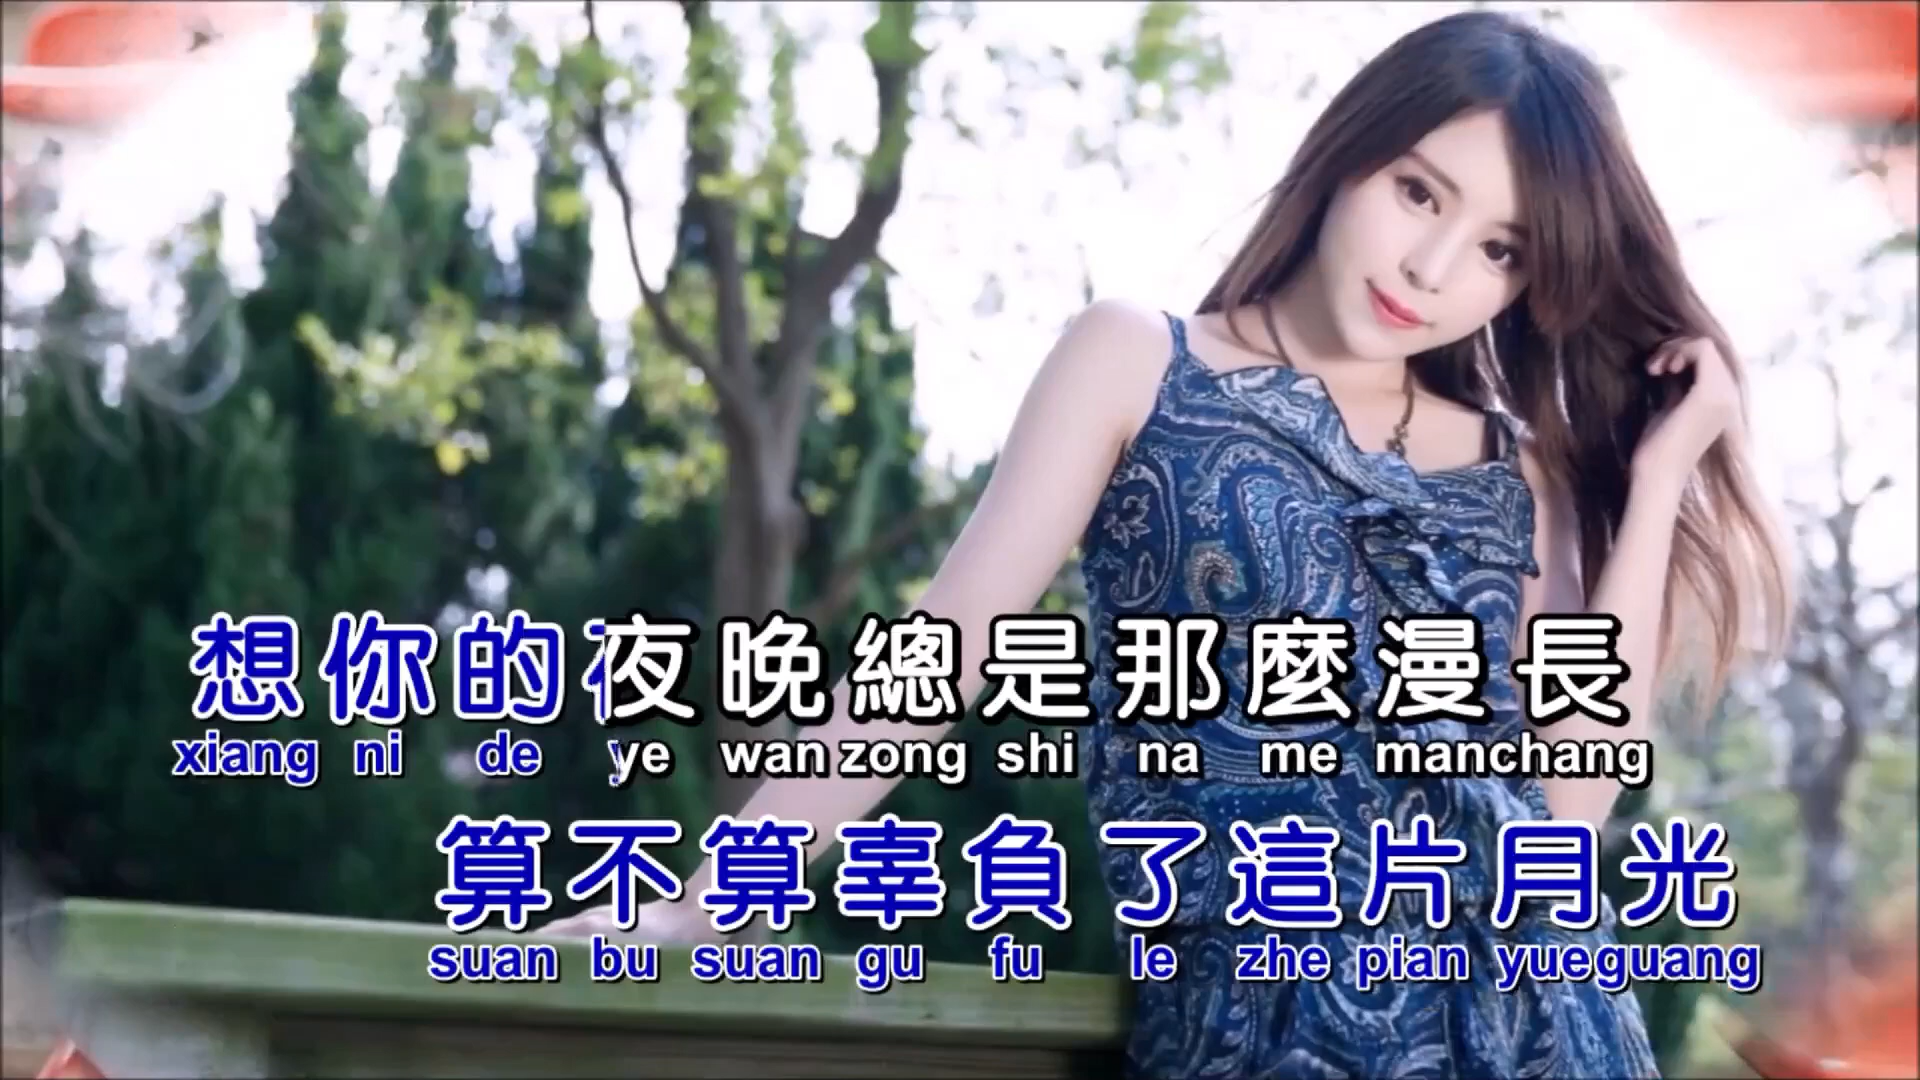 想你的夜晚總是那麼漫長
xiang ni de ye wan zong shi na me manchang
算不算辜負了這片月光
suan bu suan gu fu le zhe pian yueguang